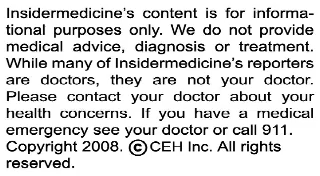 Insidermedicine's content is for informa-
tional purposes only. We do not provide
medical advice, diagnosis or treatment.
While many of Insidermedicine's reporters
are doctors, they are not your doctor.
Please contact your doctor about your
health concerns. If you have a medical
emergency see your doctor or call 911.
Copyright 2008. ©CEH Inc. All rights
reserved.